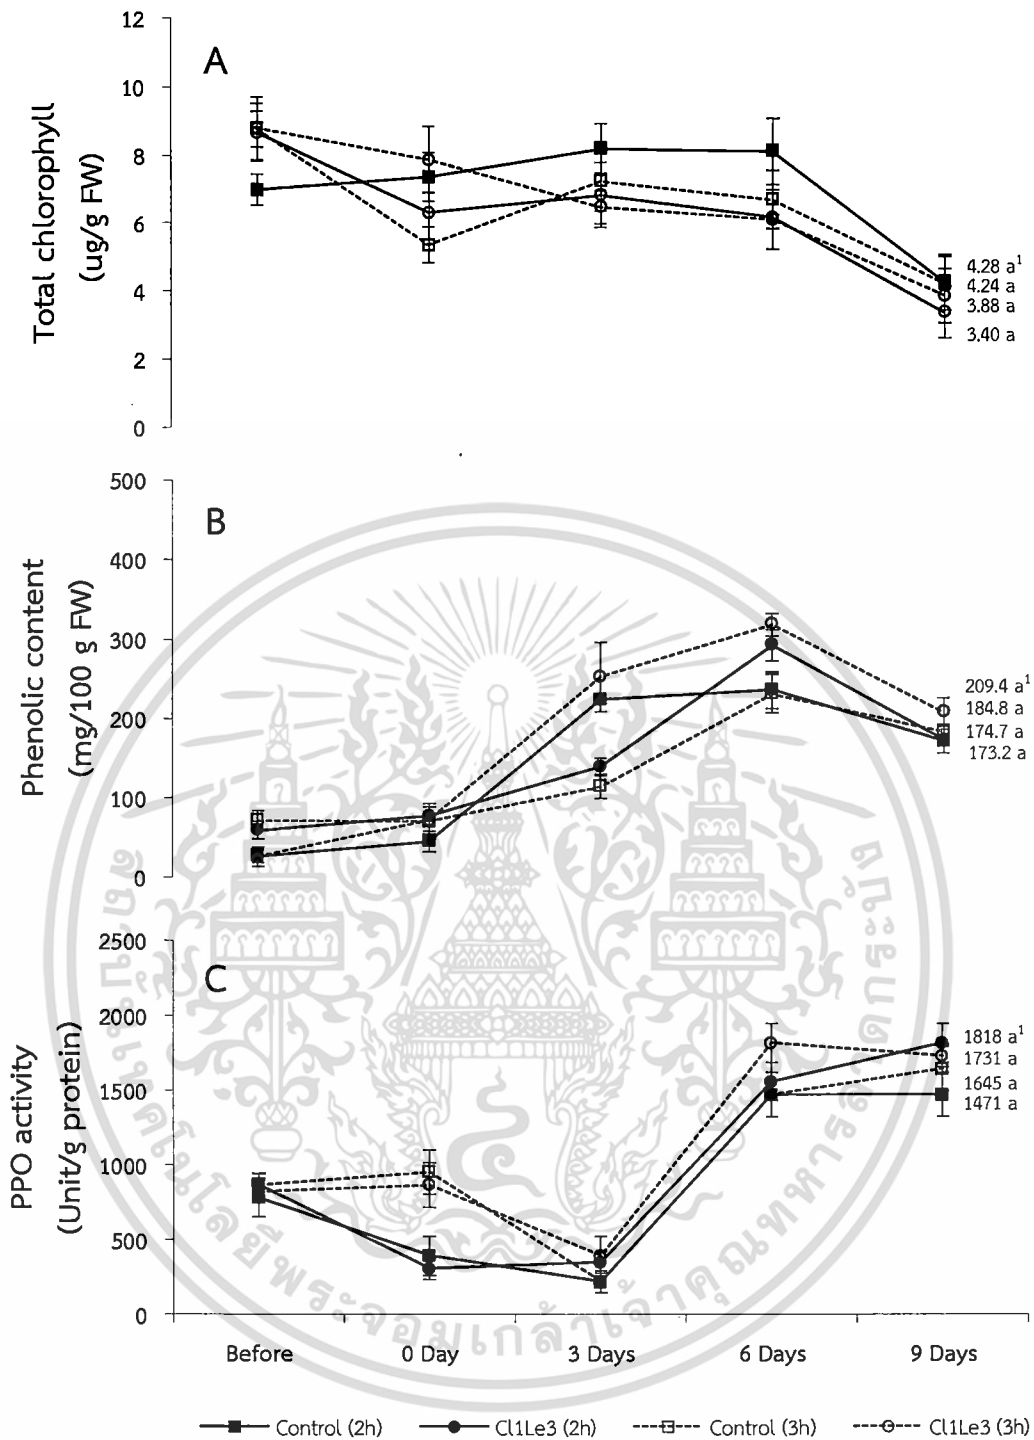 12
A
10
8
6
4
2
0
Total chlorophyll
(ug/g FW)
4.28 a¹
4.24 a
3.88 a
3.40 a
500
B
400
300
200
100
0
Phenolic content
(mg/100 g FW)
209.4 a¹
184.8 a
174.7 a
173.2 a
2500
C
2000
1500
1000
500
0
PPO activity
(Unit/g protein)
1818 a¹
1731 a
1645 a
1471 a
Before 0 Day 3 Days 6 Days 9 Days
Control (2h) Cl1Le3 (2h) Control (3h) Cl1Le3 (3h)